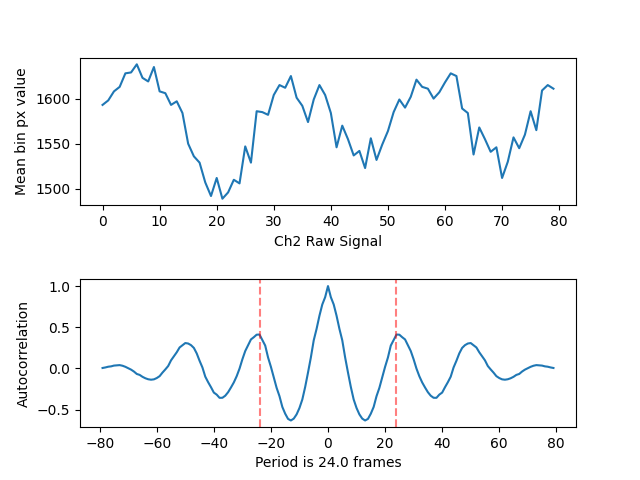 Mean bin px value
1600
1550
1500
0 10 20 30 40 50 60 70 80
Ch2 Raw Signal
Autocorrelation
1.0
0.5
0.0
−0.5
−80 −60 −40 −20 0 20 40 60 80
Period is 24.0 frames